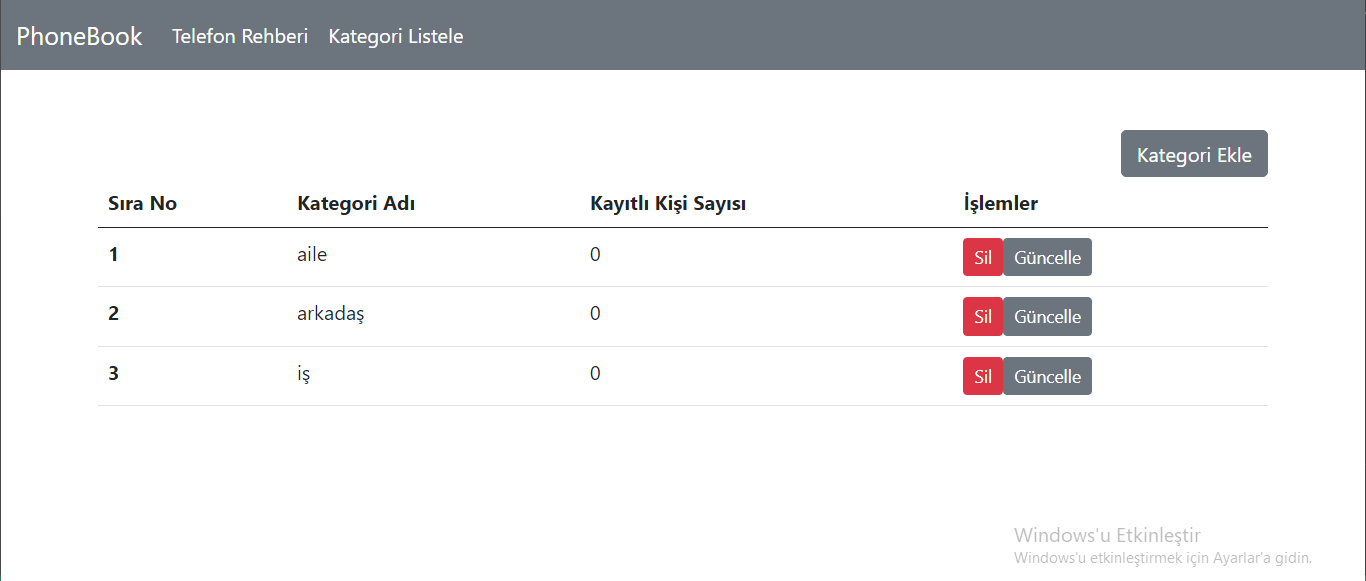 PhoneBook Telefon Rehberi Kategori Listele
Kategori Ekle
Sıra No Kategori Adı Kayıtlı Kişi Sayısı İşlemler
1 aile 0 Sil Güncelle
2 arkadaş 0 Sil Güncelle
3 iş 0 Sil Güncelle
Windows'u Etkinleştir
Windows'u etkinleştirmek için Ayarlar'a gidin.